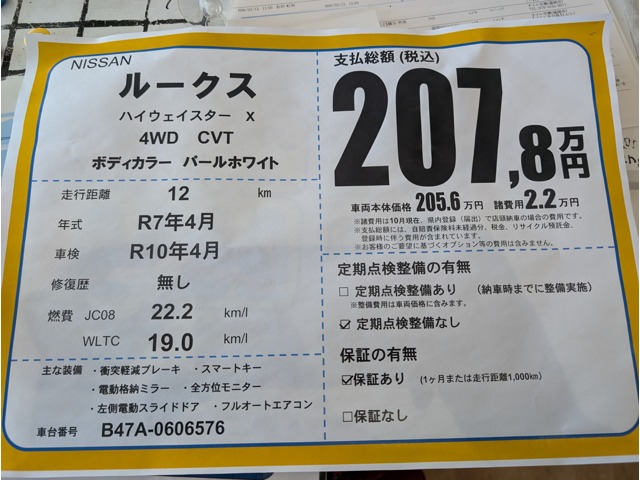 NISSAN
ルークス
ハイウェイスター X
4WD CVT
ボディカラー パールホワイト
走行距離 12 km
年式 R7年4月
車検 R10年4月
修復歴 無し
燃費 JC08 22.2 km/l
WLTC 19.0 km/l
主な装備 ・衝突軽減ブレーキ ・スマートキー
・電動格納ミラー ・全方位モニター
・左側電動スライドドア ・フルオートエアコン
車台番号 B47A-0606576
支払総額 (税込)
207,8万円
車両本体価格 205.6 万円 諸費用 2.2 万円
※諸費用は10月現在、県内登録（届出）で店頭納車の場合の費用です。
※支払総額には、自賠責保険料未経過分、税金、リサイクル預託金、
登録時に伴う費用が含まれています。
※お客様のご要望に基づくオプション等の費用は含みません。
定期点検整備の有無
□ 定期点検整備あり （納車時までに整備実施）
※整備費用は車両価格に含みます。
☑ 定期点検整備なし
保証の有無
☑保証あり (1ヶ月または走行距離1,000km)
□保証なし